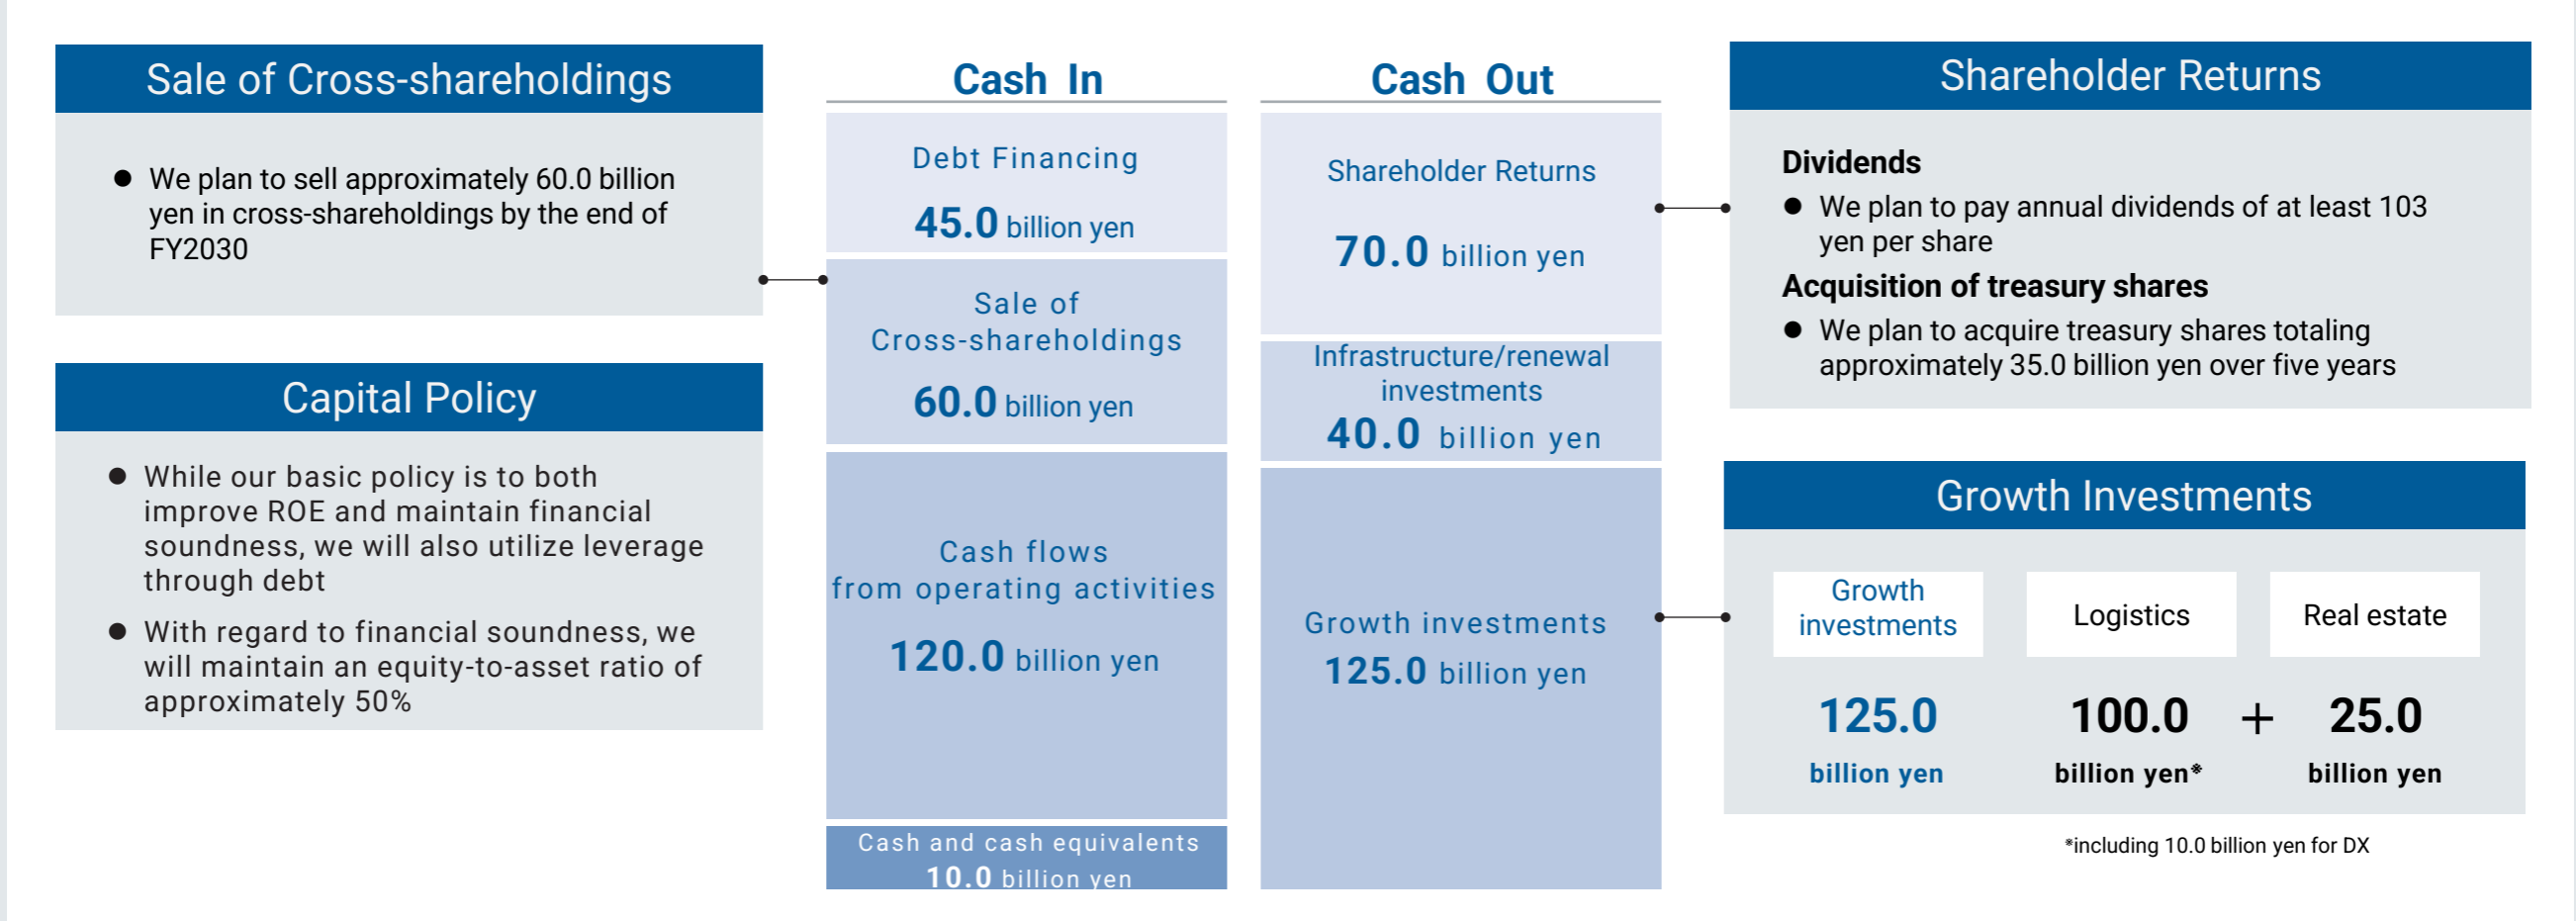 Sale of Cross-shareholdings
● We plan to sell approximately 60.0 billion
yen in cross-shareholdings by the end of
FY2030
Capital Policy
● While our basic policy is to both
improve ROE and maintain financial
soundness, we will also utilize leverage
through debt
● With regard to financial soundness, we
will maintain an equity-to-asset ratio of
approximately 50%
Cash In
Debt Financing
45.0 billion yen
Sale of
Cross-shareholdings
60.0 billion yen
Cash flows
from operating activities
120.0 billion yen
Cash and cash equivalents
10.0 billion yen
Cash Out
Shareholder Returns
70.0 billion yen
Infrastructure/renewal
investments
40.0 billion yen
Growth investments
125.0 billion yen
Shareholder Returns
Dividends
● We plan to pay annual dividends of at least 103
yen per share
Acquisition of treasury shares
● We plan to acquire treasury shares totaling
approximately 35.0 billion yen over five years
Growth Investments
Growth
investments
Logistics
Real estate
125.0 100.0 + 25.0
billion yen billion yen※ billion yen
※including 10.0 billion yen for DX